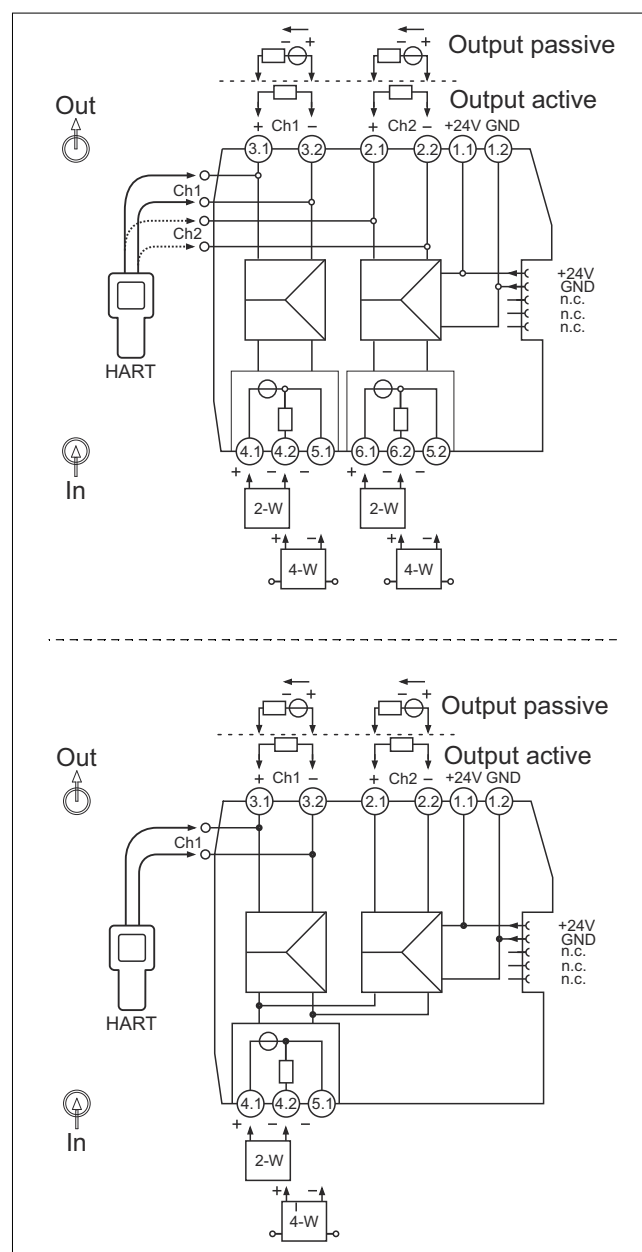 − + − +
Output passive
Out
Output active
+ Ch1 − + Ch2 − +24V GND
3.1 3.2 2.1 2.2 1.1 1.2
Ch1
Ch2
+24V
GND
n.c.
n.c.
n.c.
HART
4.1 4.2 5.1 6.1 6.2 5.2
In
+ − − + − −
2-W 2-W
+ − + −
4-W 4-W
− + − +
Output passive
Out
Output active
+ Ch1 − + Ch2 − +24V GND
3.1 3.2 2.1 2.2 1.1 1.2
Ch1
+24V
GND
n.c.
n.c.
n.c.
HART
4.1 4.2 5.1
In
+ − −
2-W
+ −
4-W